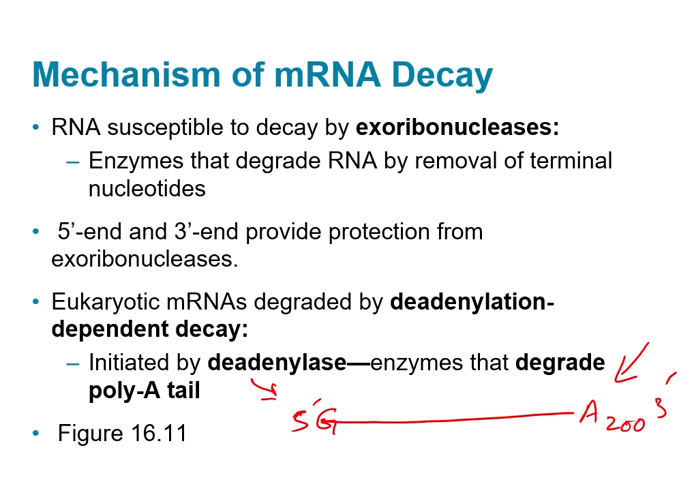 Mechanism of mRNA Decay
• RNA susceptible to decay by exoribonucleases:
– Enzymes that degrade RNA by removal of terminal
nucleotides
• 5’-end and 3’-end provide protection from
exoribonucleases.
• Eukaryotic mRNAs degraded by deadenylation-
dependent decay:
– Initiated by deadenylase—enzymes that degrade
poly-A tail
5' G A200 3'
• Figure 16.11